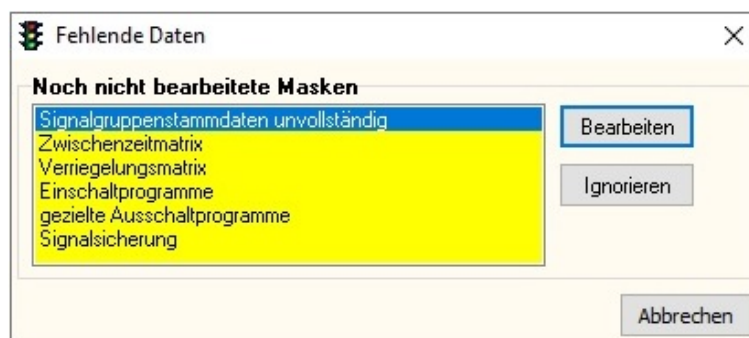 Fehlende Daten
Noch nicht bearbeitete Masken
Signalgruppenstammdaten unvollständig
Zwischenzeitmatrix
Verriegelungsmatrix
Einschaltprogramme
gezielte Ausschaltprogramme
Signalsicherung
Bearbeiten
Ignorieren
Abbrechen